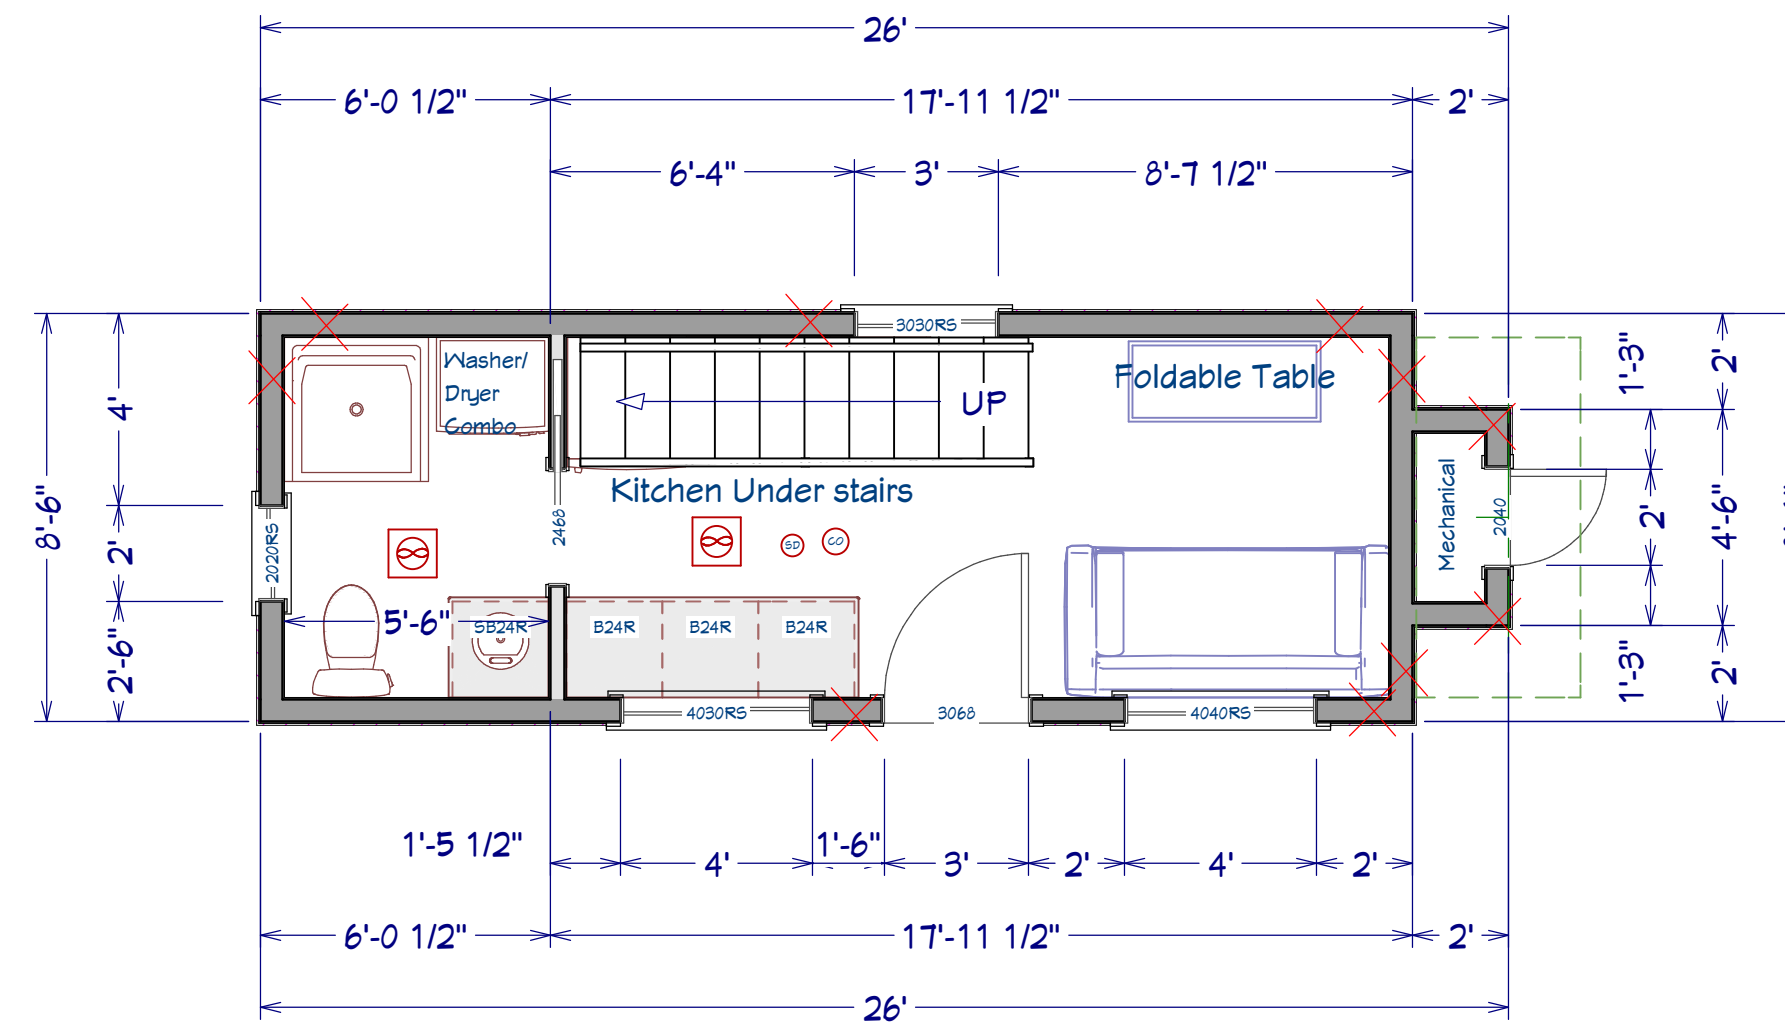 26'
6'-0 1/2"
17'-11 1/2"
2'
6'-4"
3'
8'-7 1/2"
3030RS
Washer/
Dryer
Combo
Foldable Table
UP
1'-3"
2'
4'
8'-6"
Kitchen Under stairs
Mechanical
2040
2'
4'-6"
2'
2020RS
2468
SD
CO
2'-6"
5'-6"
SB24R
B24R
B24R
B24R
1'-3"
2'
4030RS
3068
4040RS
1'-5 1/2"
4'
1'-6"
3'
2'
4'
2'
6'-0 1/2"
17'-11 1/2"
2'
26'